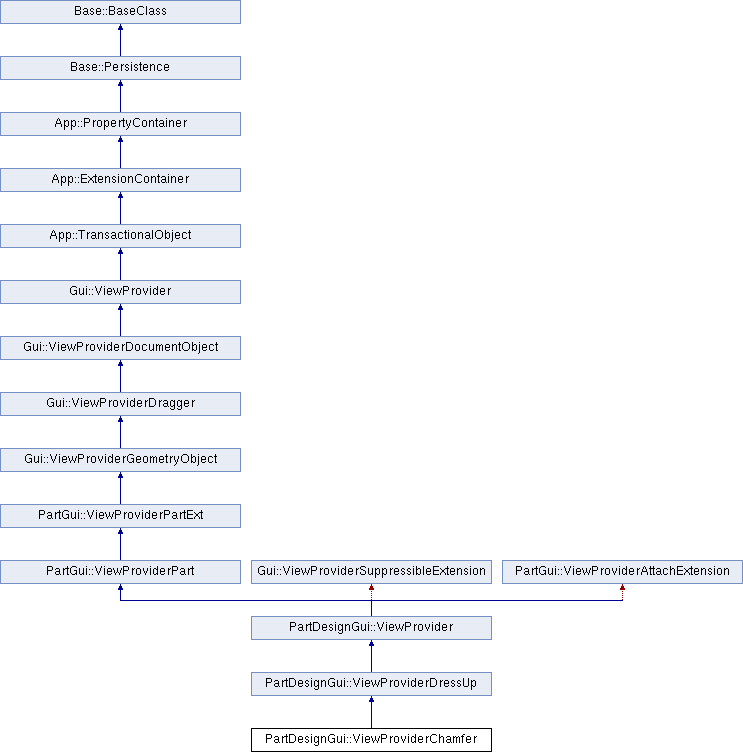 Base::BaseClass
Base::Persistence
App::PropertyContainer
App::ExtensionContainer
App::TransactionalObject
Gui::ViewProvider
Gui::ViewProviderDocumentObject
Gui::ViewProviderDragger
Gui::ViewProviderGeometryObject
PartGui::ViewProviderPartExt
PartGui::ViewProviderPart
Gui::ViewProviderSuppressibleExtension
PartGui::ViewProviderAttachExtension
PartDesignGui::ViewProvider
PartDesignGui::ViewProviderDressUp
PartDesignGui::ViewProviderChamfer